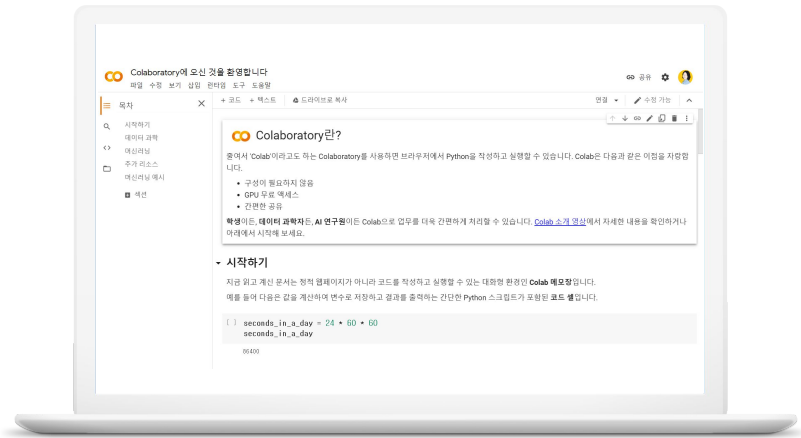 Colaboratory에 오신 것을 환영합니다
파일 수정 보기 삽입 런타임 도구 도움말
공유
목차
+ 코드 + 텍스트 드라이브로 복사
연결 수정 가능
시작하기
데이터 과학
머신러닝
추가 리소스
머신러닝 예시
섹션
Colaboratory란?
줄여서 'Colab'이라고도 하는 Colaboratory를 사용하면 브라우저에서 Python을 작성하고 실행할 수 있습니다. Colab은 다음과 같은 이점을 자랑합
니다.
• 구성이 필요하지 않음
• GPU 무료 액세스
• 간편한 공유
학생이든, 데이터 과학자든, AI 연구원이든 Colab으로 업무를 더욱 간편하게 처리할 수 있습니다. Colab 소개 영상에서 자세한 내용을 확인하거나
아래에서 시작해 보세요.
시작하기
지금 읽고 계신 문서는 정적 웹페이지가 아니라 코드를 작성하고 실행할 수 있는 대화형 환경인 Colab 메모장입니다.
예를 들어 다음은 값을 계산하여 변수로 저장하고 결과를 출력하는 간단한 Python 스크립트가 포함된 코드 셀입니다.
[ ] seconds_in_a_day = 24 * 60 * 60
seconds_in_a_day
86400